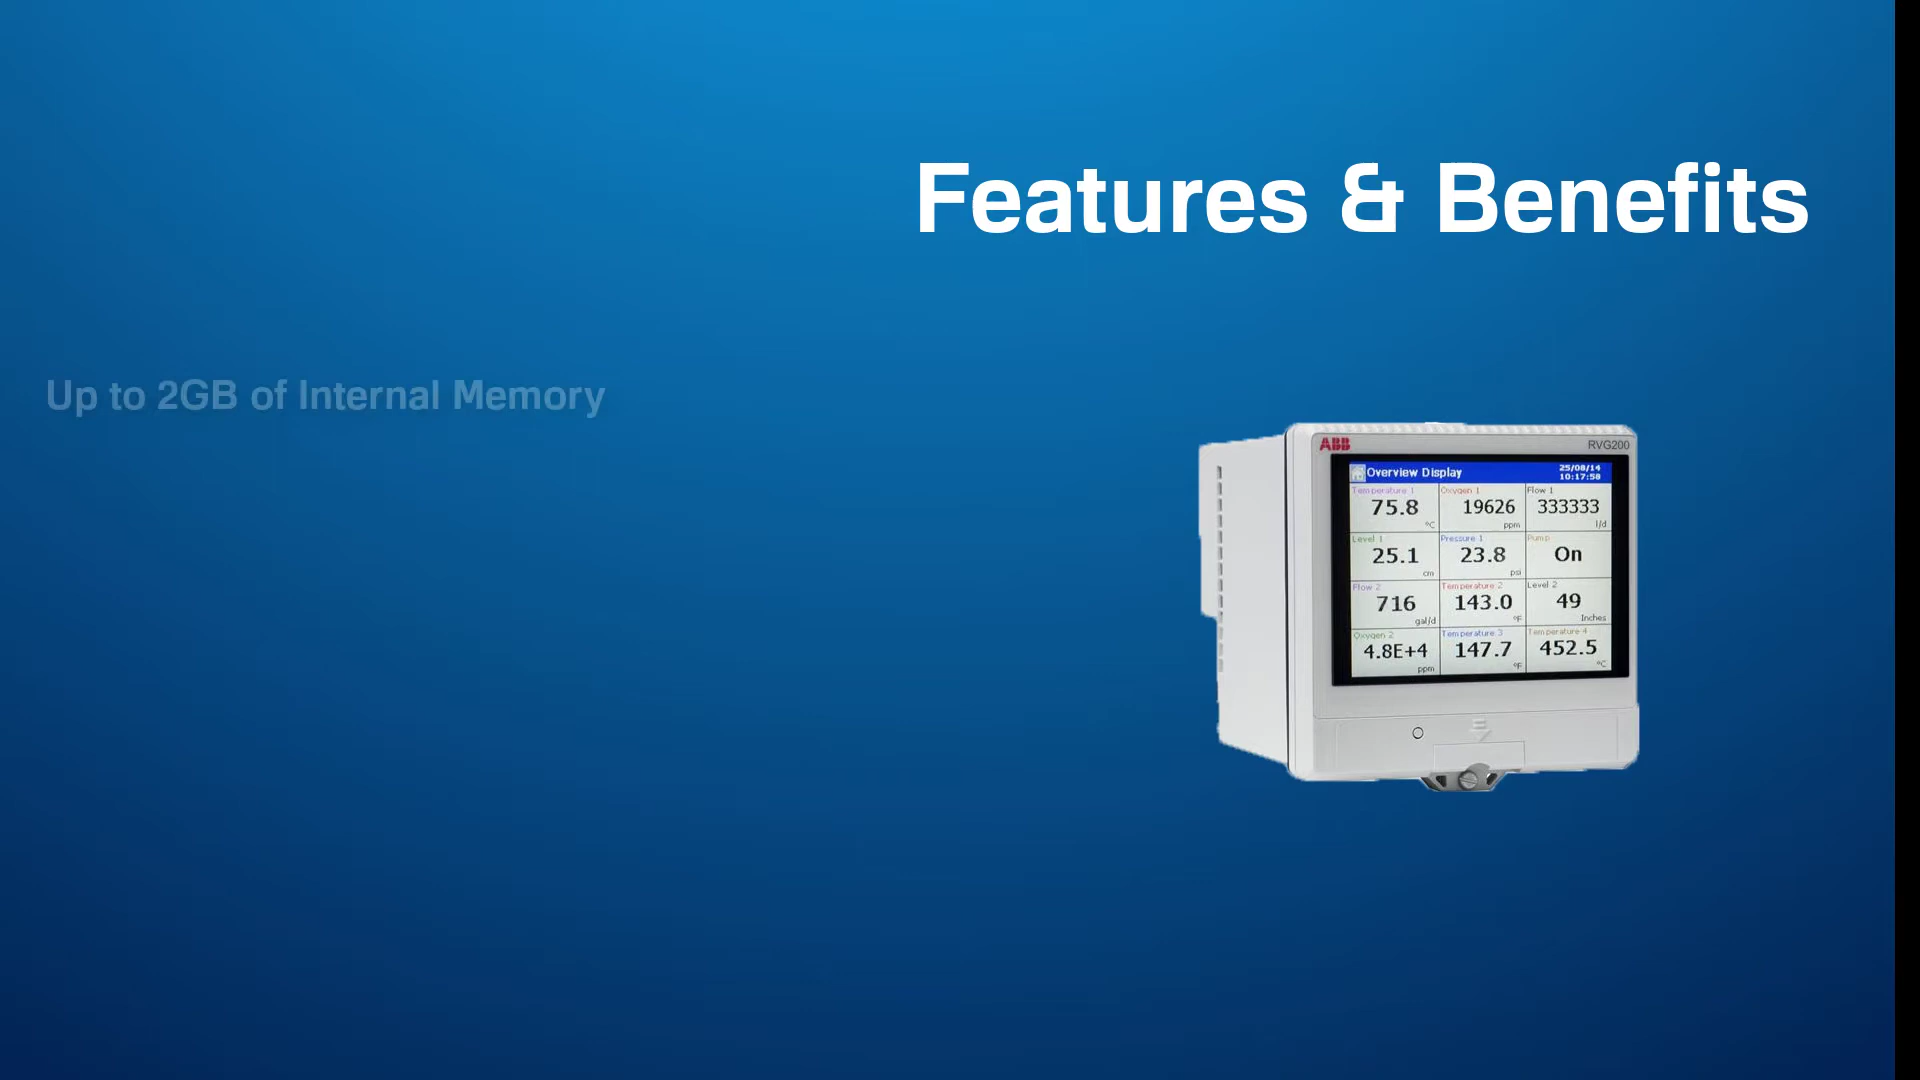 Features & Benefits
Up to 2GB of Internal Memory
ABB
RVG200
Overview Display
25/08/14
10:17:58
Temperature 1
75.8
°C
Oxygen 1
19626
ppm
Flow 1
333333
l/d
Level 1
25.1
cm
Pressure 1
23.8
psi
Pump
On
Flow 2
716
gal/d
Temperature 2
143.0
°F
Level 2
49
Inches
Oxygen 2
4.8E+4
ppm
Temperature 3
147.7
°F
Temperature 4
452.5
°C